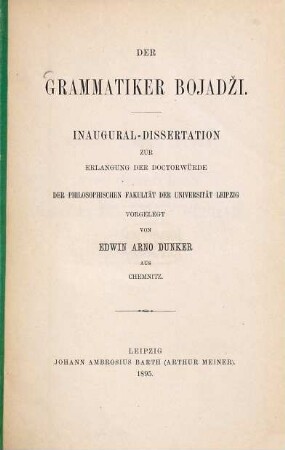 DER
GRAMMATIKER BOJADŽI.
INAUGURAL-DISSERTATION
ZUR
ERLANGUNG DER DOCTORWÜRDE
DER PHILOSOPHISCHEN FAKULTÄT DER UNIVERSITÄT LEIPZIG
VORGELEGT
VON
EDWIN ARNO DUNKER
AUS
CHEMNITZ.
LEIPZIG
JOHANN AMBROSIUS BARTH (ARTHUR MEINER).
1895.